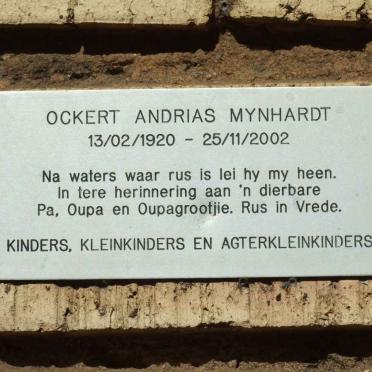 OCKERT ANDRIAS MYNHARDT
13/02/1920 - 25/11/2002
Na waters waar rus is lei hy my heen.
In tere herinnering aan 'n dierbare
Pa, Oupa en Oupagrootjie. Rus in Vrede.
KINDERS, KLEINKINDERS EN AGTERKLEINKINDERS